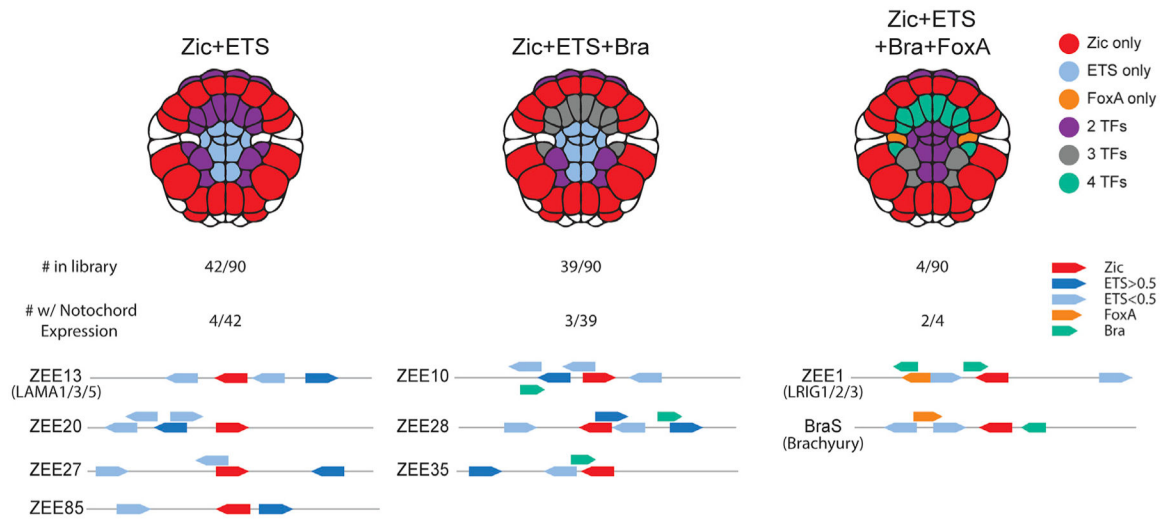 Zic+ETS
Zic+ETS+Bra
Zic+ETS
+Bra+FoxA
Zic only
ETS only
FoxA only
2 TFs
3 TFs
4 TFs
# in library
42/90
39/90
4/90
# w/ Notochord
Expression
4/42
3/39
2/4
Zic
ETS>0.5
ETS<0.5
FoxA
Bra
ZEE13
(LAMA1/3/5)
ZEE20
ZEE27
ZEE85
ZEE10
ZEE28
ZEE35
ZEE1
(LRIG1/2/3)
BraS
(Brachyury)